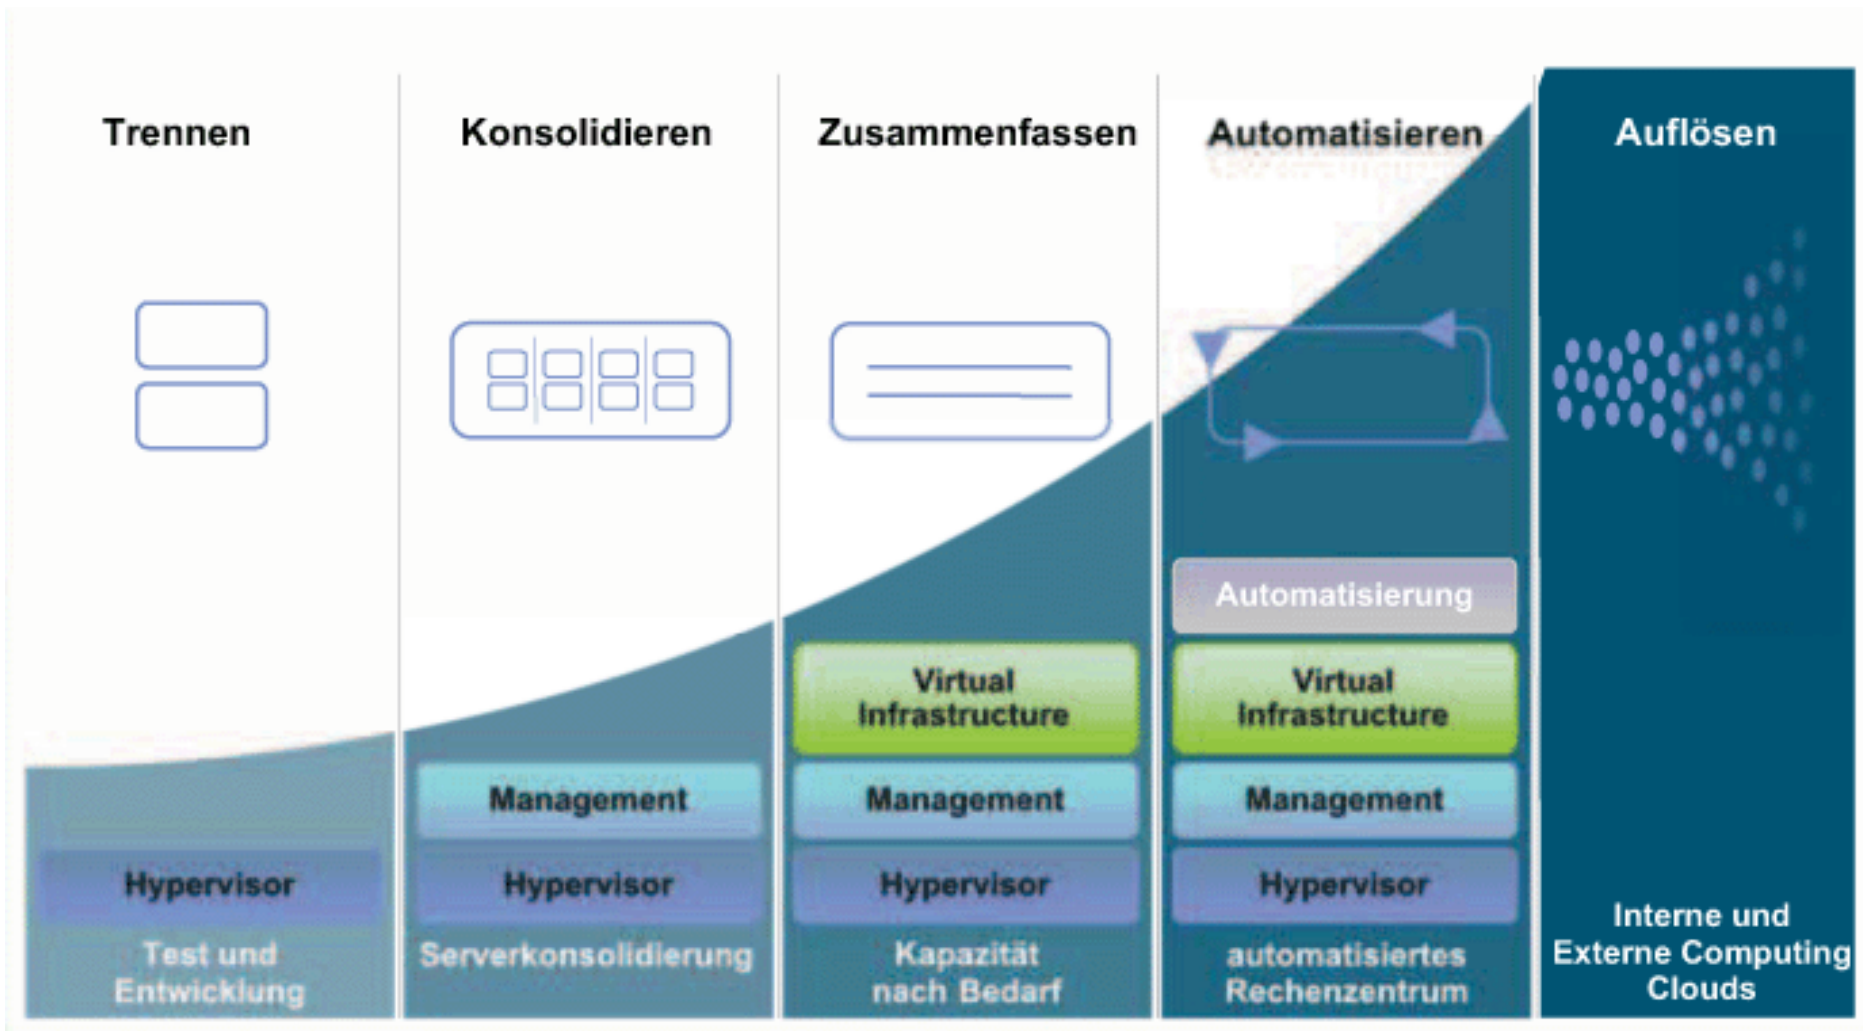 Trennen
Konsolidieren
Zusammenfassen
Automatisieren
Auflösen
Automatisierung
Virtual
Infrastructure
Virtual
Infrastructure
Management
Management
Management
Hypervisor
Hypervisor
Hypervisor
Hypervisor
Test und
Entwicklung
Serverkonsolidierung
Kapazität
nach Bedarf
automatisiertes
Rechenzentrum
Interne und
Externe Computing
Clouds